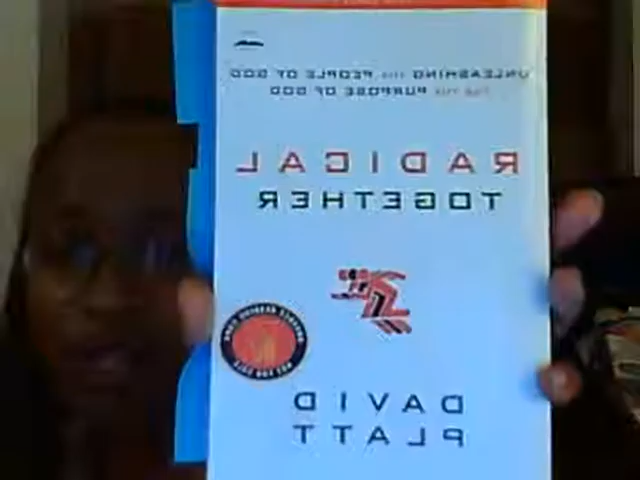 UNLEASHING THE PEOPLE OF GOD
FOR THE PURPOSE OF GOD
RADICAL
TOGETHER
DAVID
PLATT